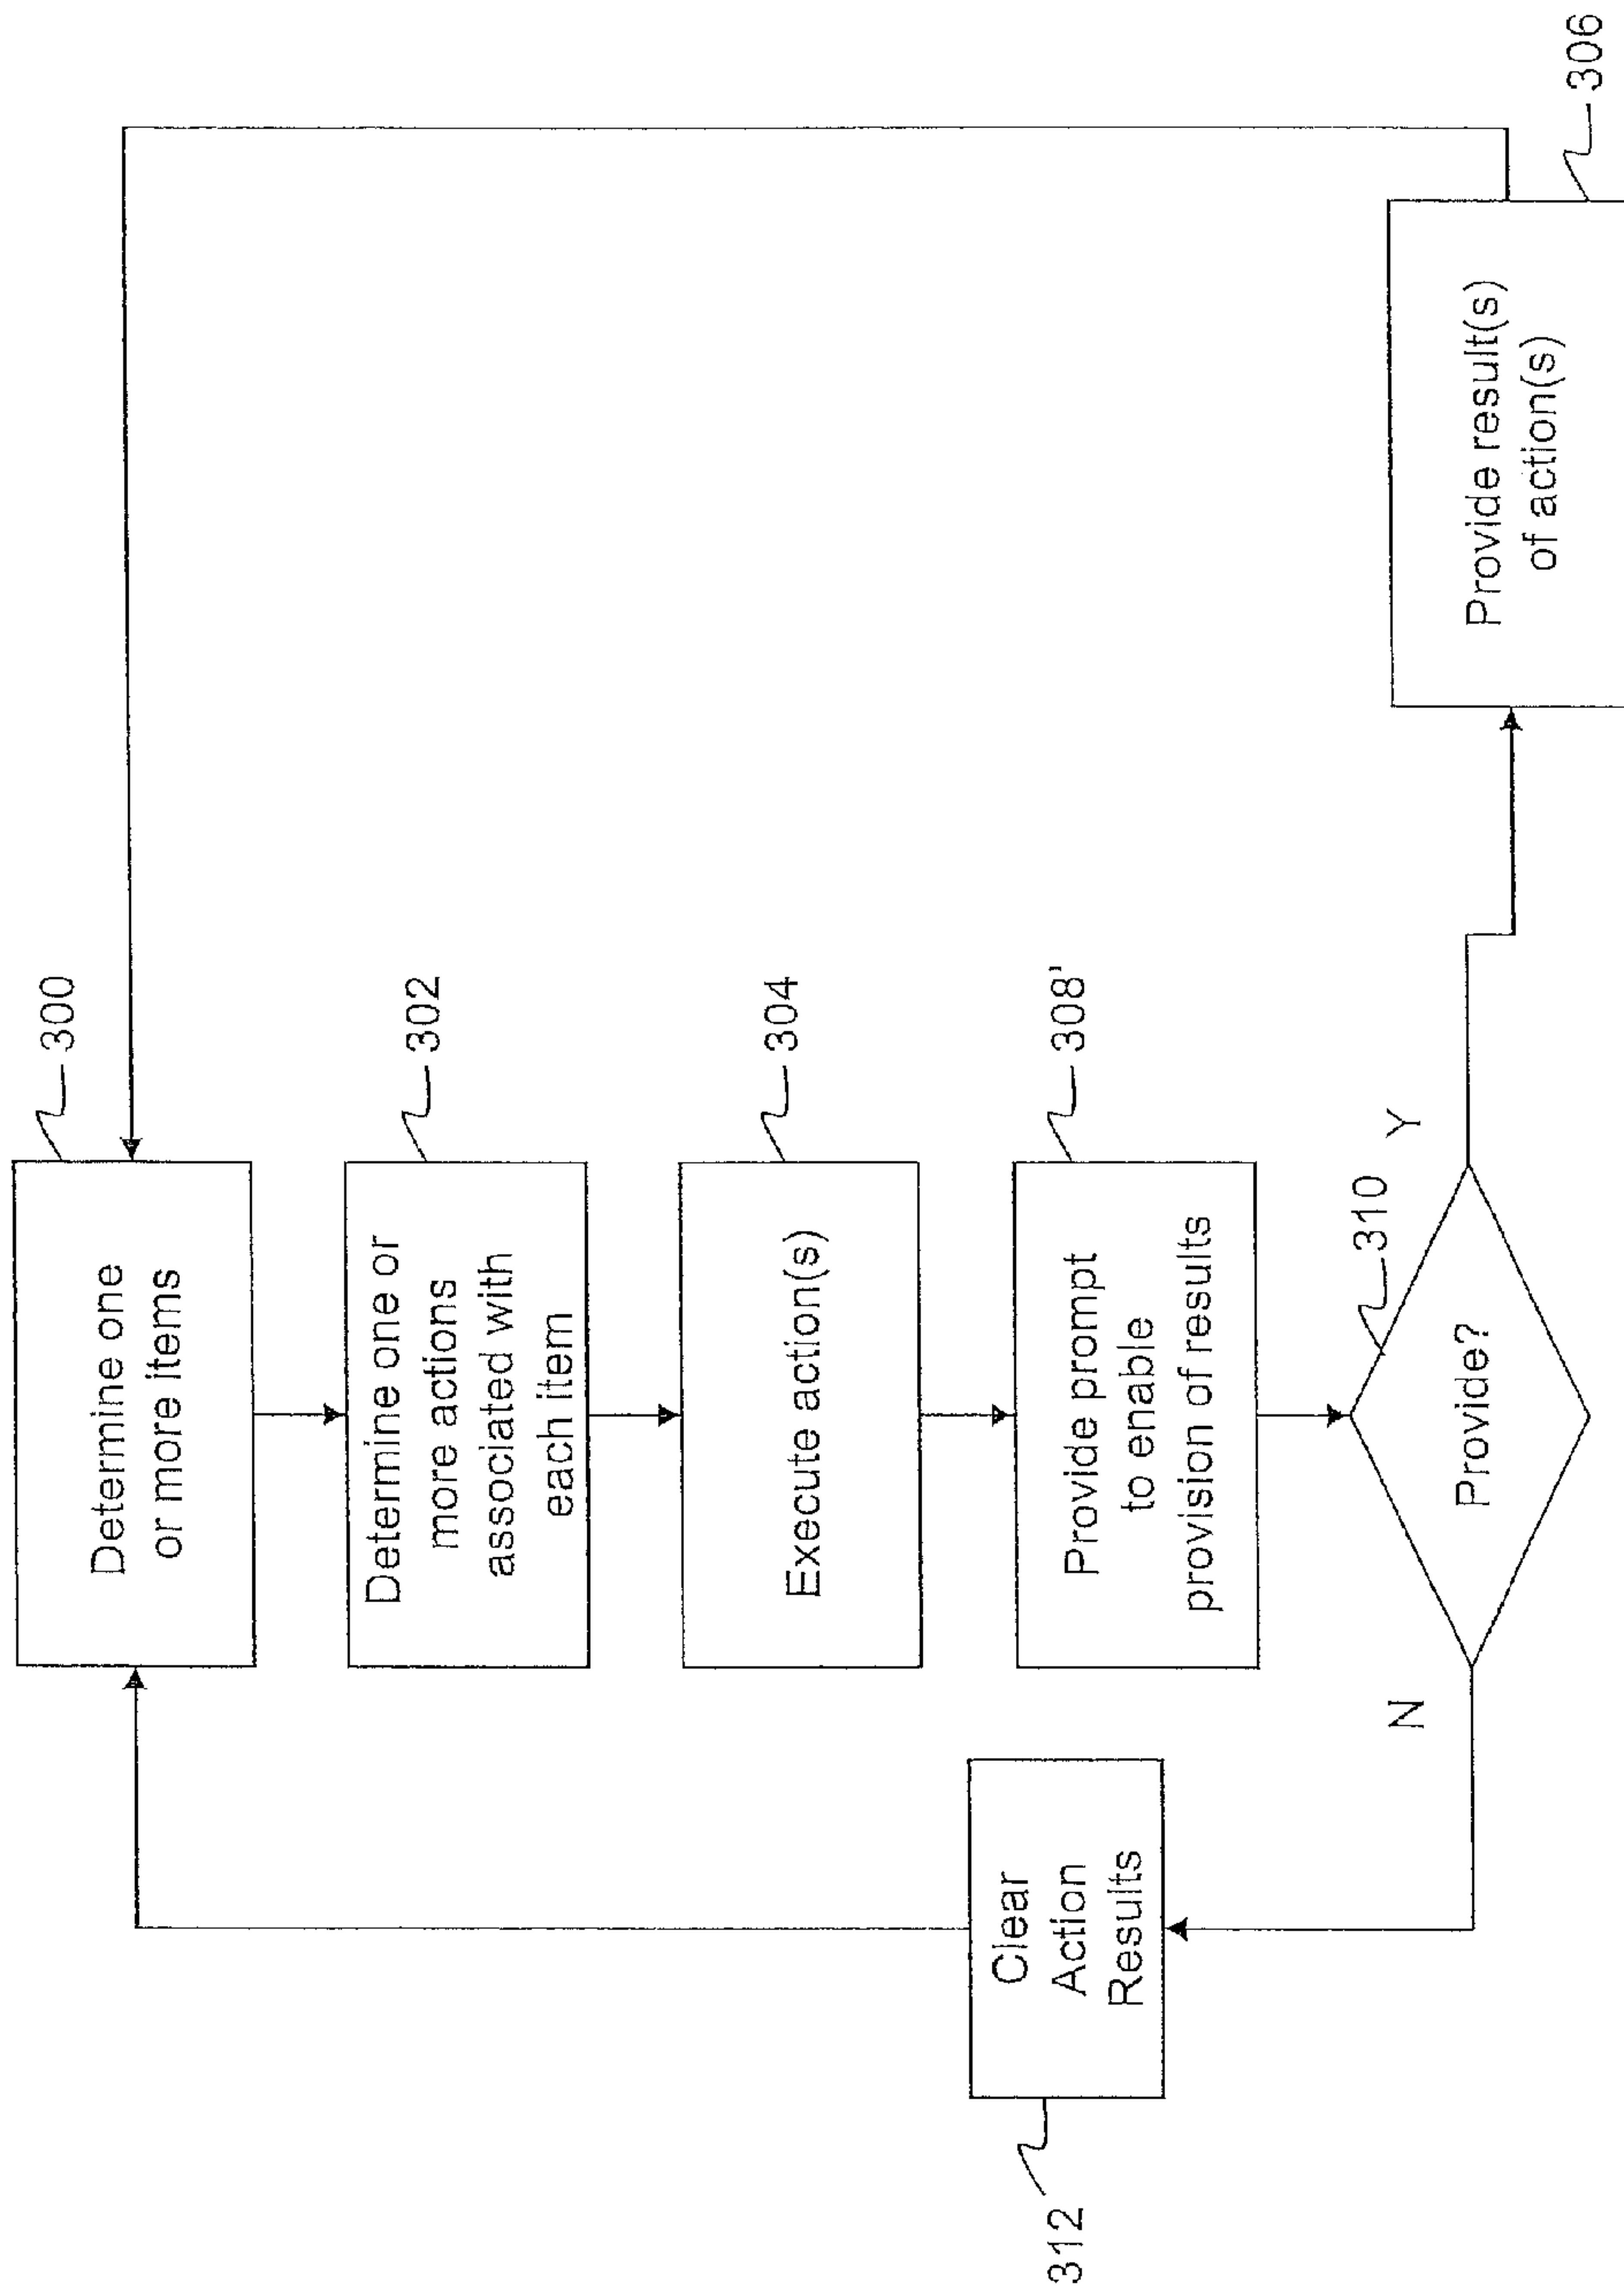 300
Determine one
or more items
302
Determine one or
more actions
associated with
each item
304
Execute action(s)
308'
Provide prompt
to enable
provision of results
310
Provide?
Y
N
Clear
Action
Results
312
Provide result(s)
of action(s)
306